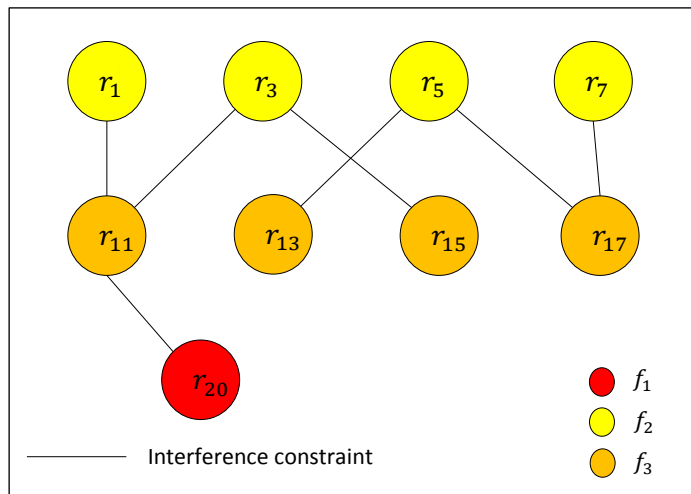 r1 r3 r5 r7
r11 r13 r15 r17
r20
f1
f2
Interference constraint
f3